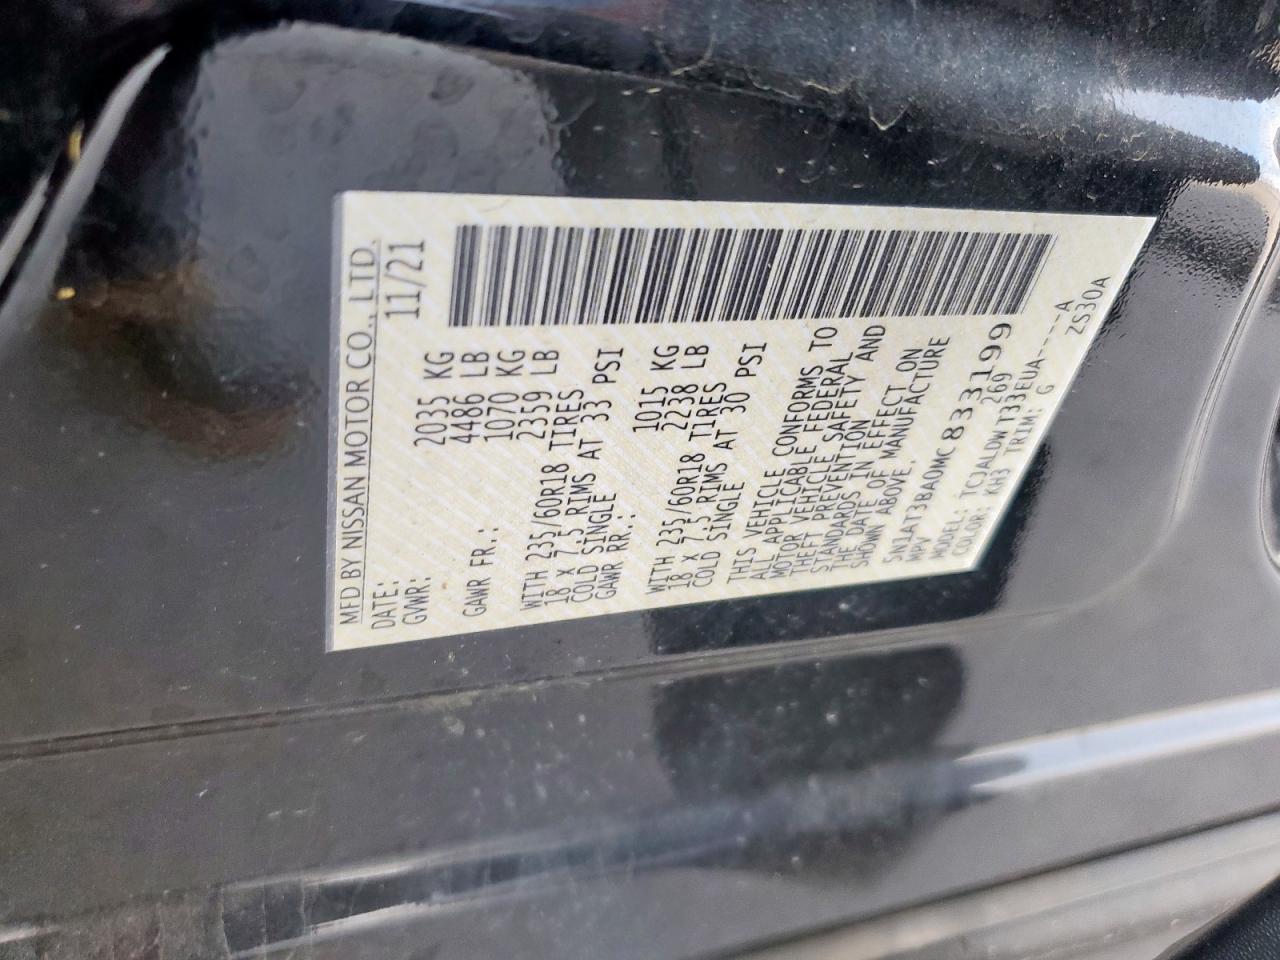 MFD BY NISSAN MOTOR CO., LTD.
DATE: 11/21
GVWR: 2035 KG
4486 LB
GAWR FR.: 1070 KG
2359 LB
WITH 235/60R18 TIRES
18 x 7.5 RIMS AT 33 PSI
COLD SINGLE
GAWR RR.: 1015 KG
2238 LB
WITH 235/60R18 TIRES
18 x 7.5 RIMS AT 30 PSI
COLD SINGLE
THIS VEHICLE CONFORMS TO
ALL APPLICABLE FEDERAL
MOTOR VEHICLE SAFETY AND
THEFT PREVENTION
STANDARDS IN EFFECT ON
THE DATE OF MANUFACTURE
SHOWN ABOVE.
5N1AT3BA0MC833199
MPV 269
MODEL: TCJALDWT33EUA-----A
COLOR: KH3 TRIM: G ZS30A